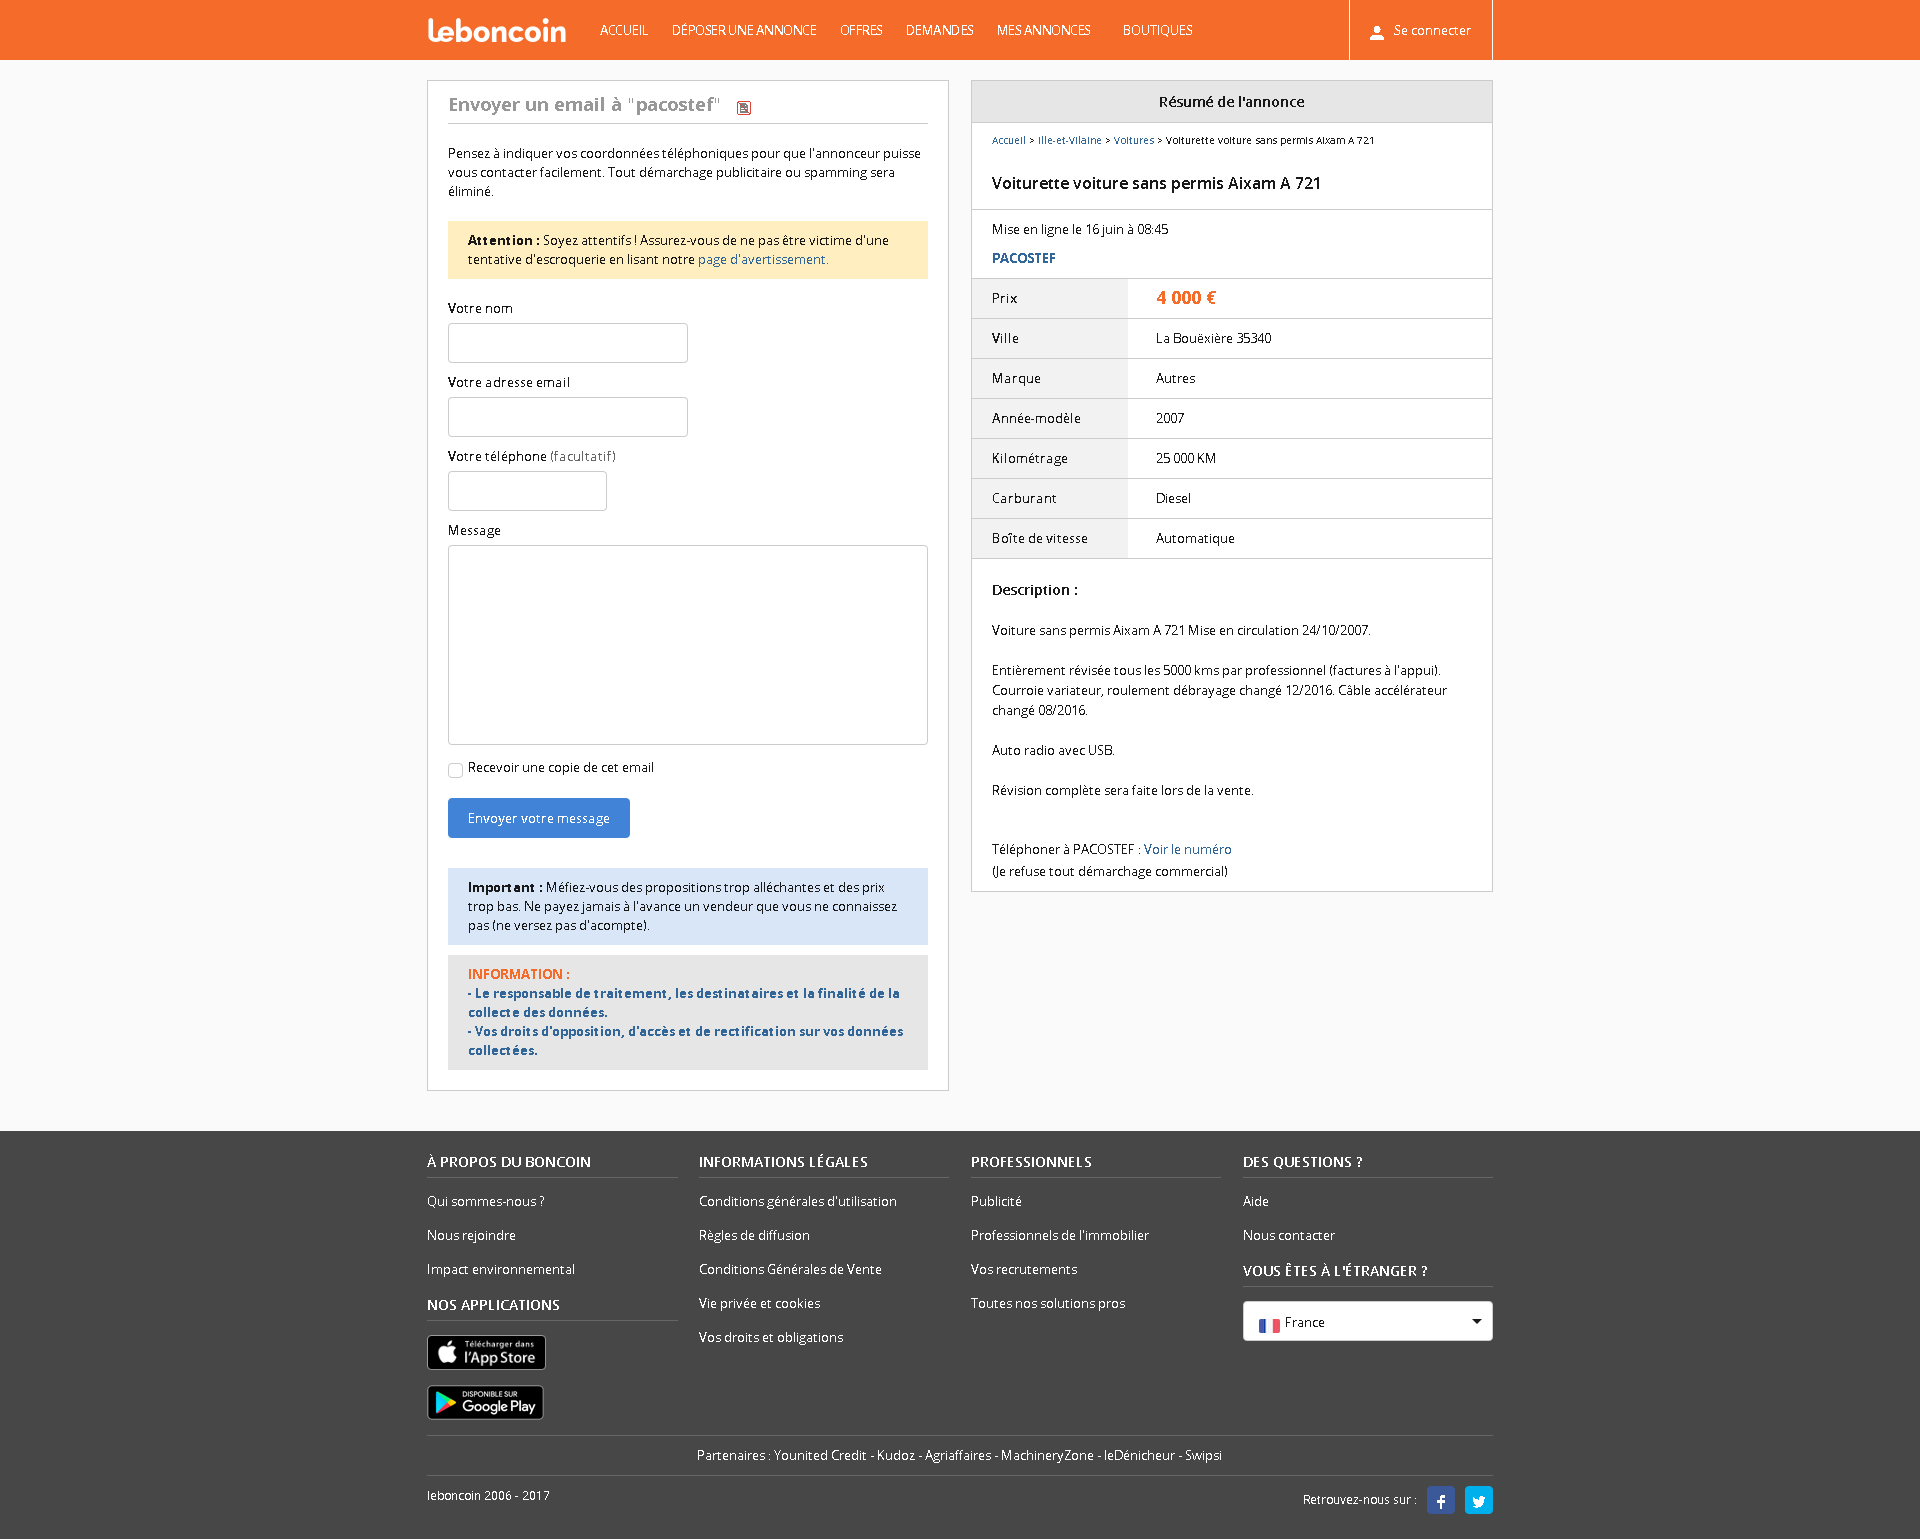 leboncoin
ACCUEIL DÉPOSER UNE ANNONCE OFFRES DEMANDES MES ANNONCES BOUTIQUES
Se connecter
Envoyer un email à "pacostef"
Pensez à indiquer vos coordonnées téléphoniques pour que l'annonceur puisse
vous contacter facilement. Tout démarchage publicitaire ou spamming sera
éliminé.
Attention : Soyez attentifs ! Assurez-vous de ne pas être victime d'une
tentative d'escroquerie en lisant notre page d'avertissement.
Votre nom
Votre adresse email
Votre téléphone (facultatif)
Message
Recevoir une copie de cet email
Envoyer votre message
Important : Méfiez-vous des propositions trop alléchantes et des prix
trop bas. Ne payez jamais à l'avance un vendeur que vous ne connaissez
pas (ne versez pas d'acompte).
INFORMATION :
- Le responsable de traitement, les destinataires et la finalité de la
collecte des données.
- Vos droits d'opposition, d'accès et de rectification sur vos données
collectées.
Résumé de l'annonce
Accueil > Ille-et-Vilaine > Voitures > Voiturette voiture sans permis Aixam A 721
Voiturette voiture sans permis Aixam A 721
Mise en ligne le 16 juin à 08:45
PACOSTEF
Prix 4 000 €
Ville La Bouëxière 35340
Marque Autres
Année-modèle 2007
Kilométrage 25 000 KM
Carburant Diesel
Boîte de vitesse Automatique
Description :
Voiture sans permis Aixam A 721 Mise en circulation 24/10/2007.
Entièrement révisée tous les 5000 kms par professionnel (factures à l'appui).
Courroie variateur, roulement débrayage changé 12/2016. Câble accélérateur
changé 08/2016.
Auto radio avec USB.
Révision complète sera faite lors de la vente.
Téléphoner à PACOSTEF : Voir le numéro
(Je refuse tout démarchage commercial)
À PROPOS DU BONCOIN
Qui sommes-nous ?
Nous rejoindre
Impact environnemental
NOS APPLICATIONS
Télécharger dans
l'App Store
DISPONIBLE SUR
Google Play
INFORMATIONS LÉGALES
Conditions générales d'utilisation
Règles de diffusion
Conditions Générales de Vente
Vie privée et cookies
Vos droits et obligations
PROFESSIONNELS
Publicité
Professionnels de l'immobilier
Vos recrutements
Toutes nos solutions pros
DES QUESTIONS ?
Aide
Nous contacter
VOUS ÊTES À L'ÉTRANGER ?
France
Partenaires : Younited Credit - Kudoz - Agriaffaires - MachineryZone - leDénicheur - Swipsi
leboncoin 2006 - 2017
Retrouvez-nous sur :